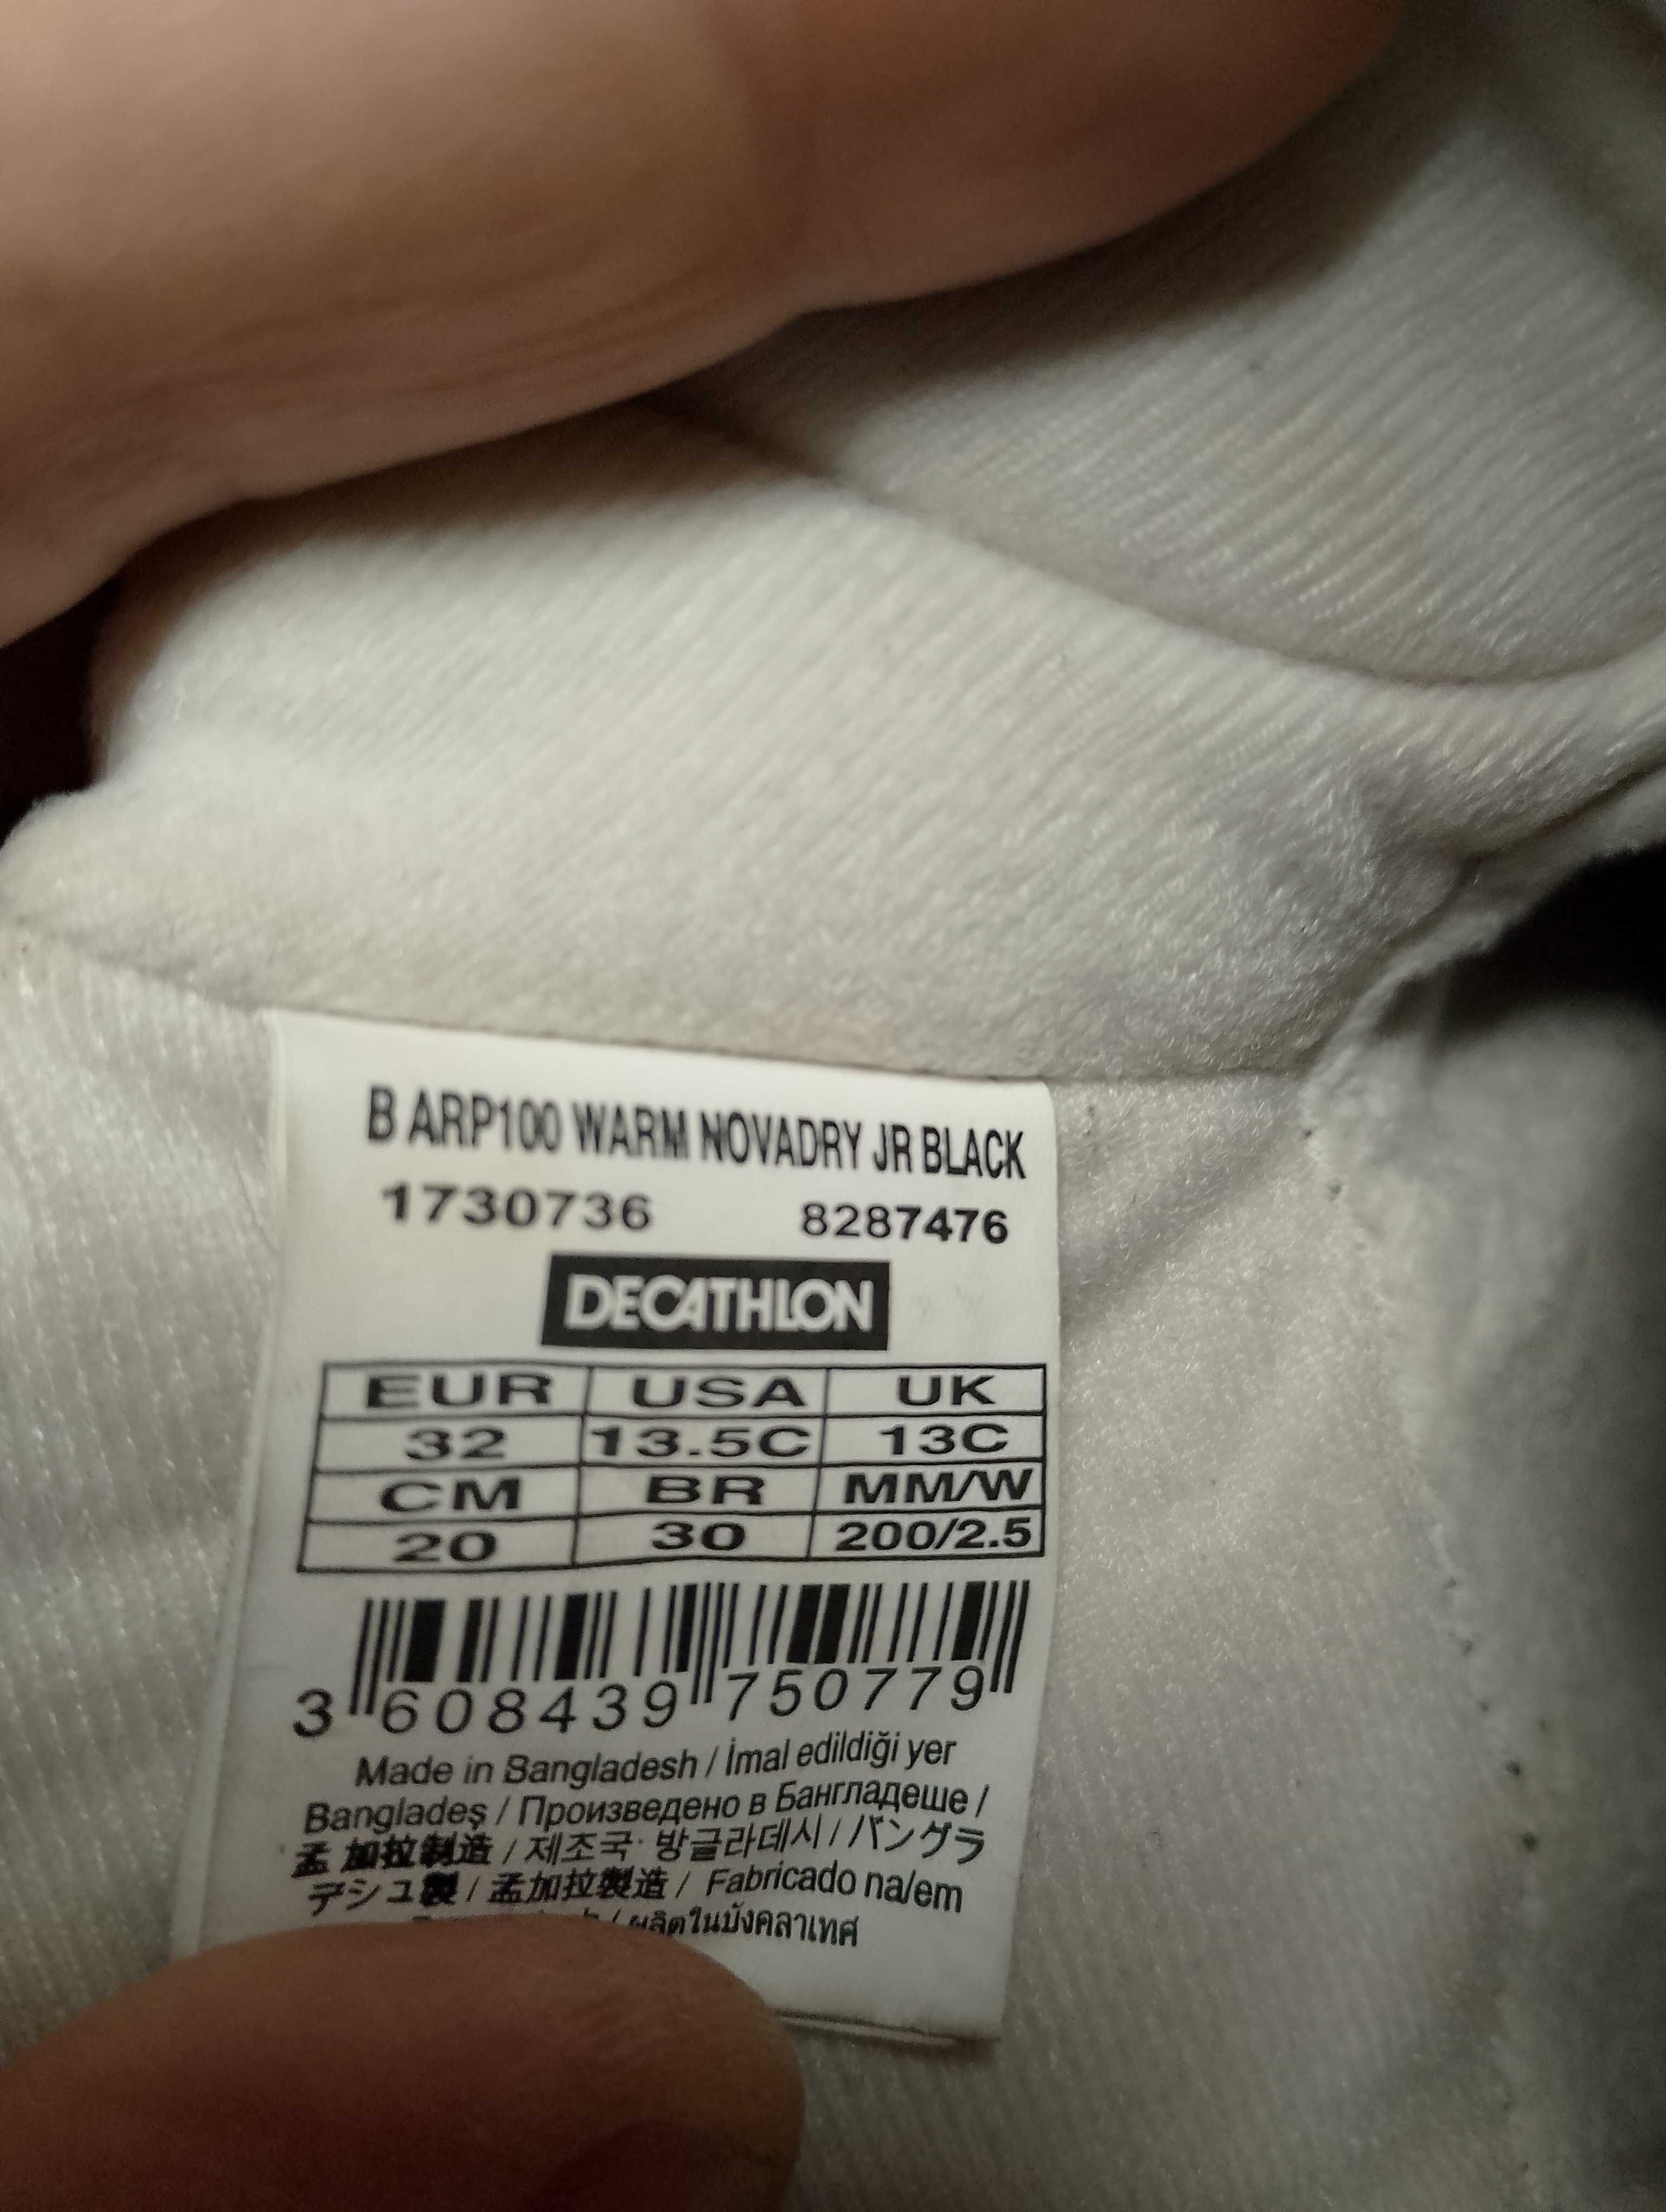 B ARP100 WARM NOVADRY JR BLACK
1730736 8287476
DECATHLON
EUR USA UK
32 13.5C 13C
CM BR MM/W
20 30 200/2.5
3 608439 750779
Made in Bangladesh / İmal edildiği yer
Bangladeş / Произведено в Бангладеше /
孟加拉制造 / 제조국: 방글라데시 / バングラ
デシュ製 / 孟加拉製造 / Fabricado na/em
/ ผลิตในบังคลาเทศ